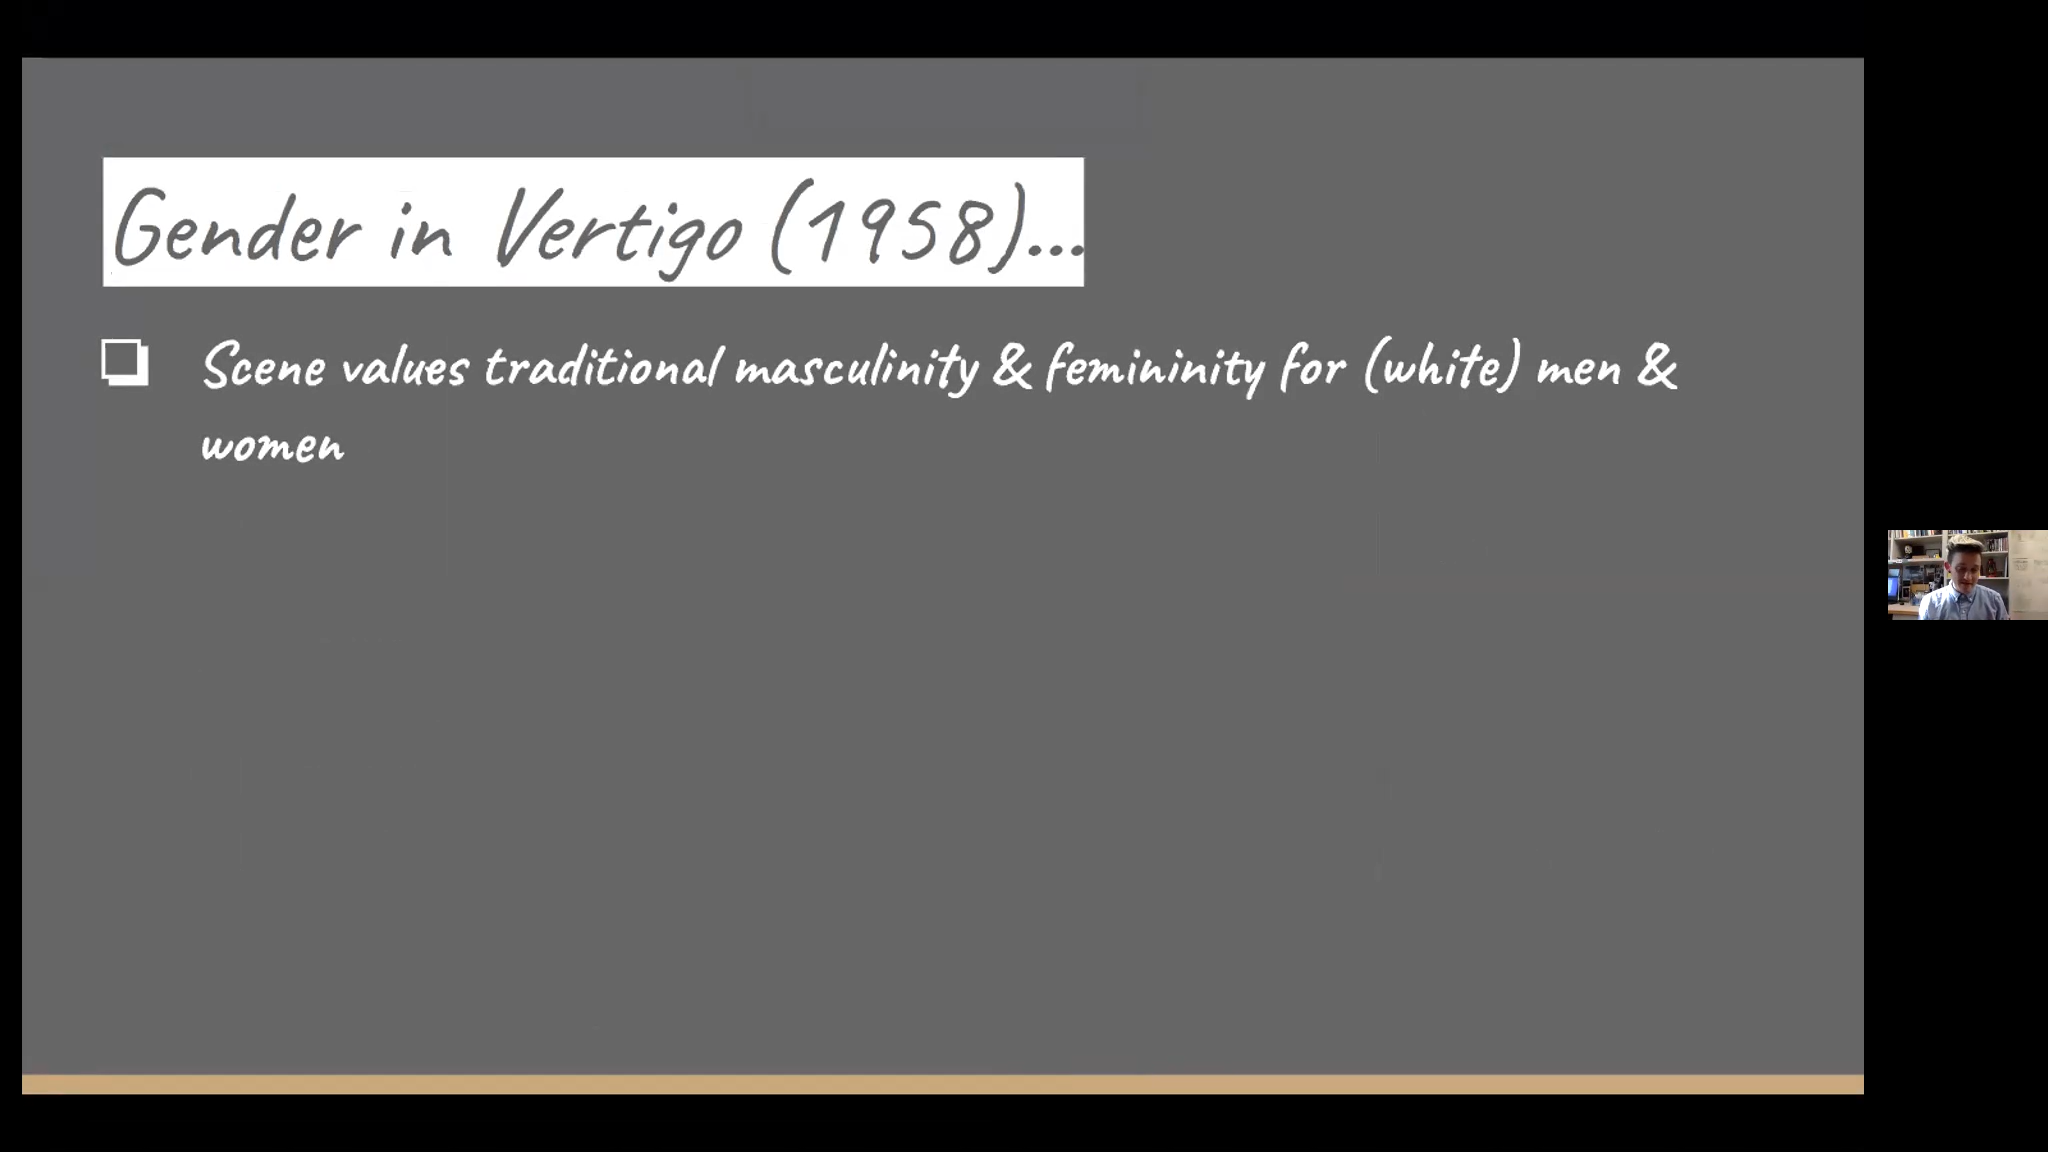 Gender in Vertigo (1958)...
Scene values traditional masculinity & femininity for (white) men &
women